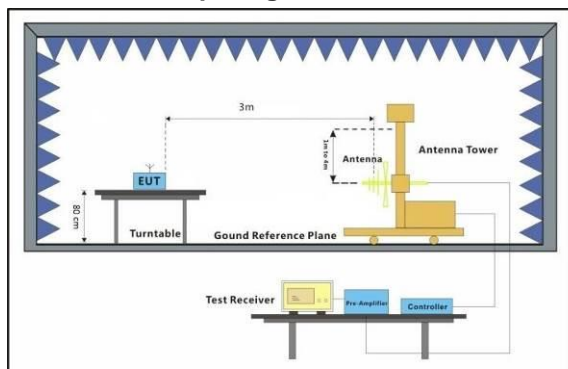 3m
1m to 4m
Antenna
Antenna Tower
EUT
80 cm
Turntable
Gound Reference Plane
Test Receiver
Pre-Amplifier
Controller